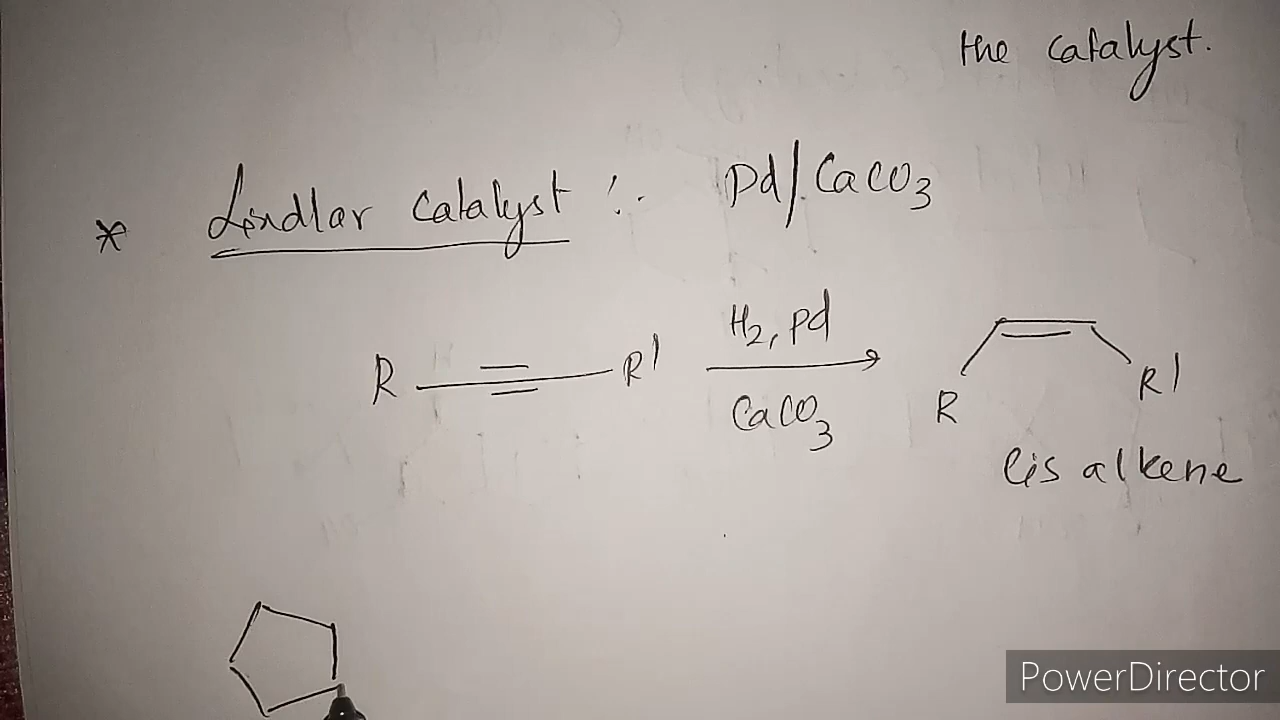 the catalyst.
* Lindlar catalyst :- Pd/CaCO3
R R' H2, Pd CaCO3 R R'
Cis alkene
PowerDirector